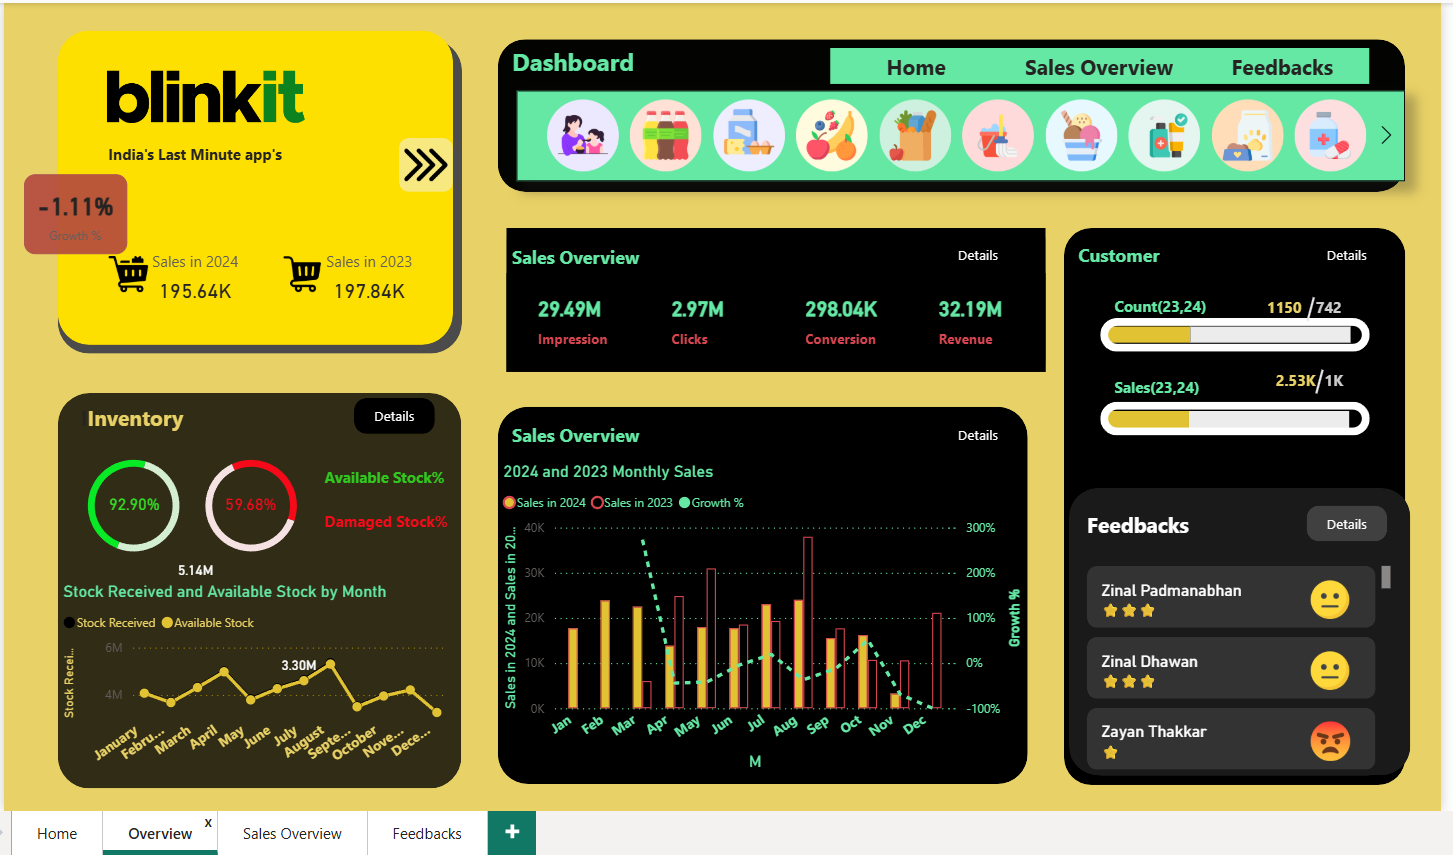 blinkit
India's Last Minute app's
-1.11%
Growth %
Sales in 2024
195.64K
Sales in 2023
197.84K
Dashboard
Home
Sales Overview
Feedbacks
Sales Overview
Details
29.49M
2.97M
298.04K
32.19M
Impression
Clicks
Conversion
Revenue
Customer
Details
Count(23,24)
1150 /742
Sales(23,24)
2.53K/1K
Inventory
Details
92.90%
59.68%
Available Stock%
Damaged Stock%
5.14M
Stock Received and Available Stock by Month
Stock Received
Available Stock
Stock Recei...
6M
4M
3.30M
January
Febru...
March
April
May
June
July
August
Septe...
October
Nove...
Dece...
Sales Overview
Details
2024 and 2023 Monthly Sales
Sales in 2024
Sales in 2023
Growth %
Sales in 2024 and Sales in 20...
40K
30K
20K
10K
0K
300%
200%
100%
0%
-100%
Growth %
Jan
Feb
Mar
Apr
May
Jun
Jul
Aug
Sep
Oct
Nov
Dec
M
Feedbacks
Details
Zinal Padmanabhan
Zinal Dhawan
Zayan Thakkar
Home
Overview
x
Sales Overview
Feedbacks
+